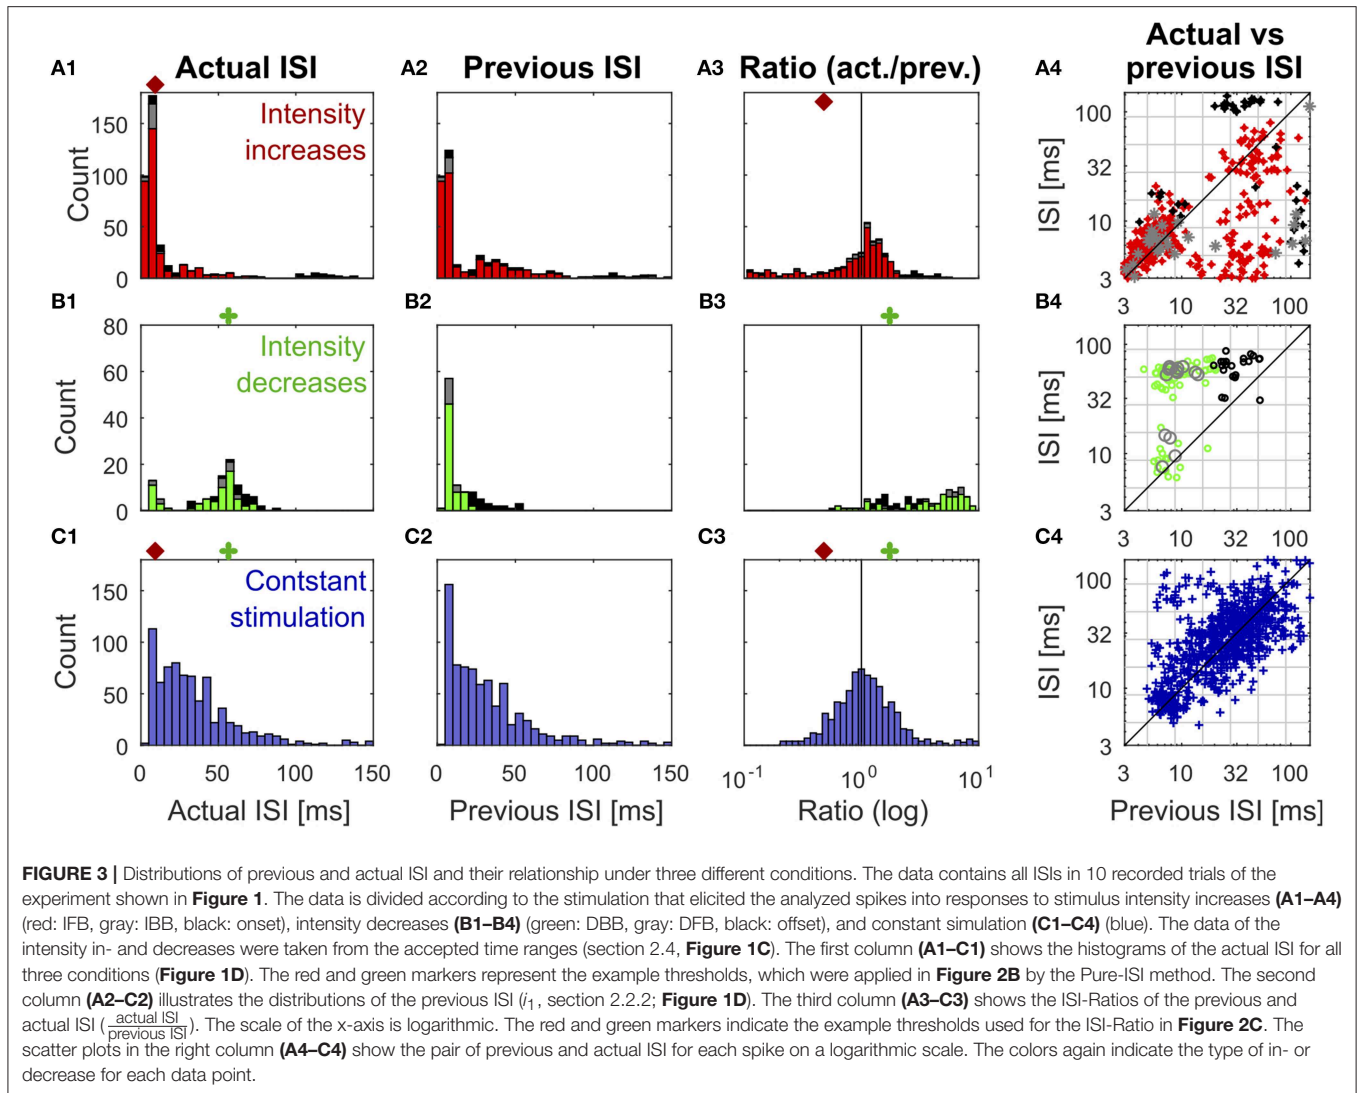 A1
Actual ISI
A2
Previous ISI
A3
Ratio (act./prev.)
A4
Actual vs
previous ISI
Intensity
increases
Count
150
100
50
0
ISI [ms]
100
32
10
3
3 10 32 100
B1
B2
B3
B4
Intensity
decreases
Count
80
60
40
20
0
ISI [ms]
100
32
10
3
3 10 32 100
C1
C2
C3
C4
Contstant
stimulation
Count
150
100
50
0
0 50 100 150
Actual ISI [ms]
0 50 100 150
Previous ISI [ms]
10⁻¹ 10⁰ 10¹
Ratio (log)
ISI [ms]
100
32
10
3
3 10 32 100
Previous ISI [ms]
FIGURE 3 | Distributions of previous and actual ISI and their relationship under three different conditions. The data contains all ISIs in 10 recorded trials of the
experiment shown in Figure 1. The data is divided according to the stimulation that elicited the analyzed spikes into responses to stimulus intensity increases (A1–A4)
(red: IFB, gray: IBB, black: onset), intensity decreases (B1–B4) (green: DBB, gray: DFB, black: offset), and constant simulation (C1–C4) (blue). The data of the
intensity in- and decreases were taken from the accepted time ranges (section 2.4, Figure 1C). The first column (A1–C1) shows the histograms of the actual ISI for all
three conditions (Figure 1D). The red and green markers represent the example thresholds, which were applied in Figure 2B by the Pure-ISI method. The second
column (A2–C2) illustrates the distributions of the previous ISI (i₁, section 2.2.2; Figure 1D). The third column (A3–C3) shows the ISI-Ratios of the previous and
actual ISI (actual ISI/previous ISI). The scale of the x-axis is logarithmic. The red and green markers indicate the example thresholds used for the ISI-Ratio in Figure 2C. The
scatter plots in the right column (A4–C4) show the pair of previous and actual ISI for each spike on a logarithmic scale. The colors again indicate the type of in- or
decrease for each data point.